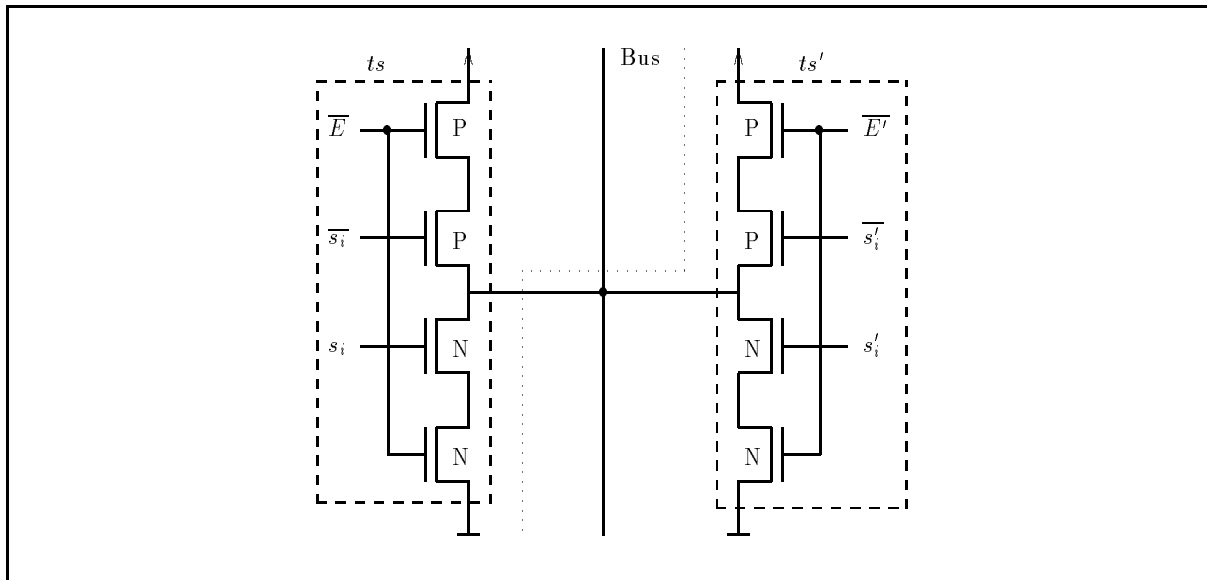 ts Bus ts′
E̅ P P E̅′̅
s̅ᵢ̅ P P s̅′̅ᵢ̅
sᵢ N N s′ᵢ
N N